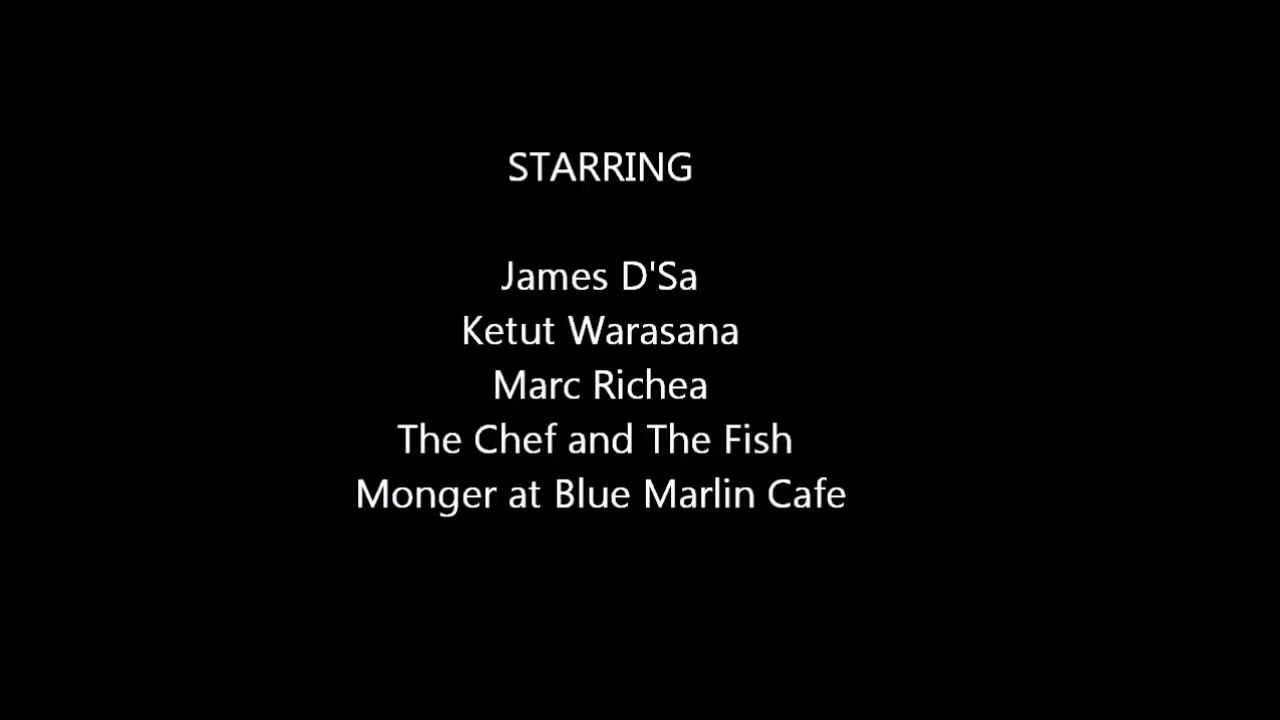 STARRING
James D'Sa
Ketut Warasana
Marc Richea
The Chef and The Fish
Monger at Blue Marlin Cafe